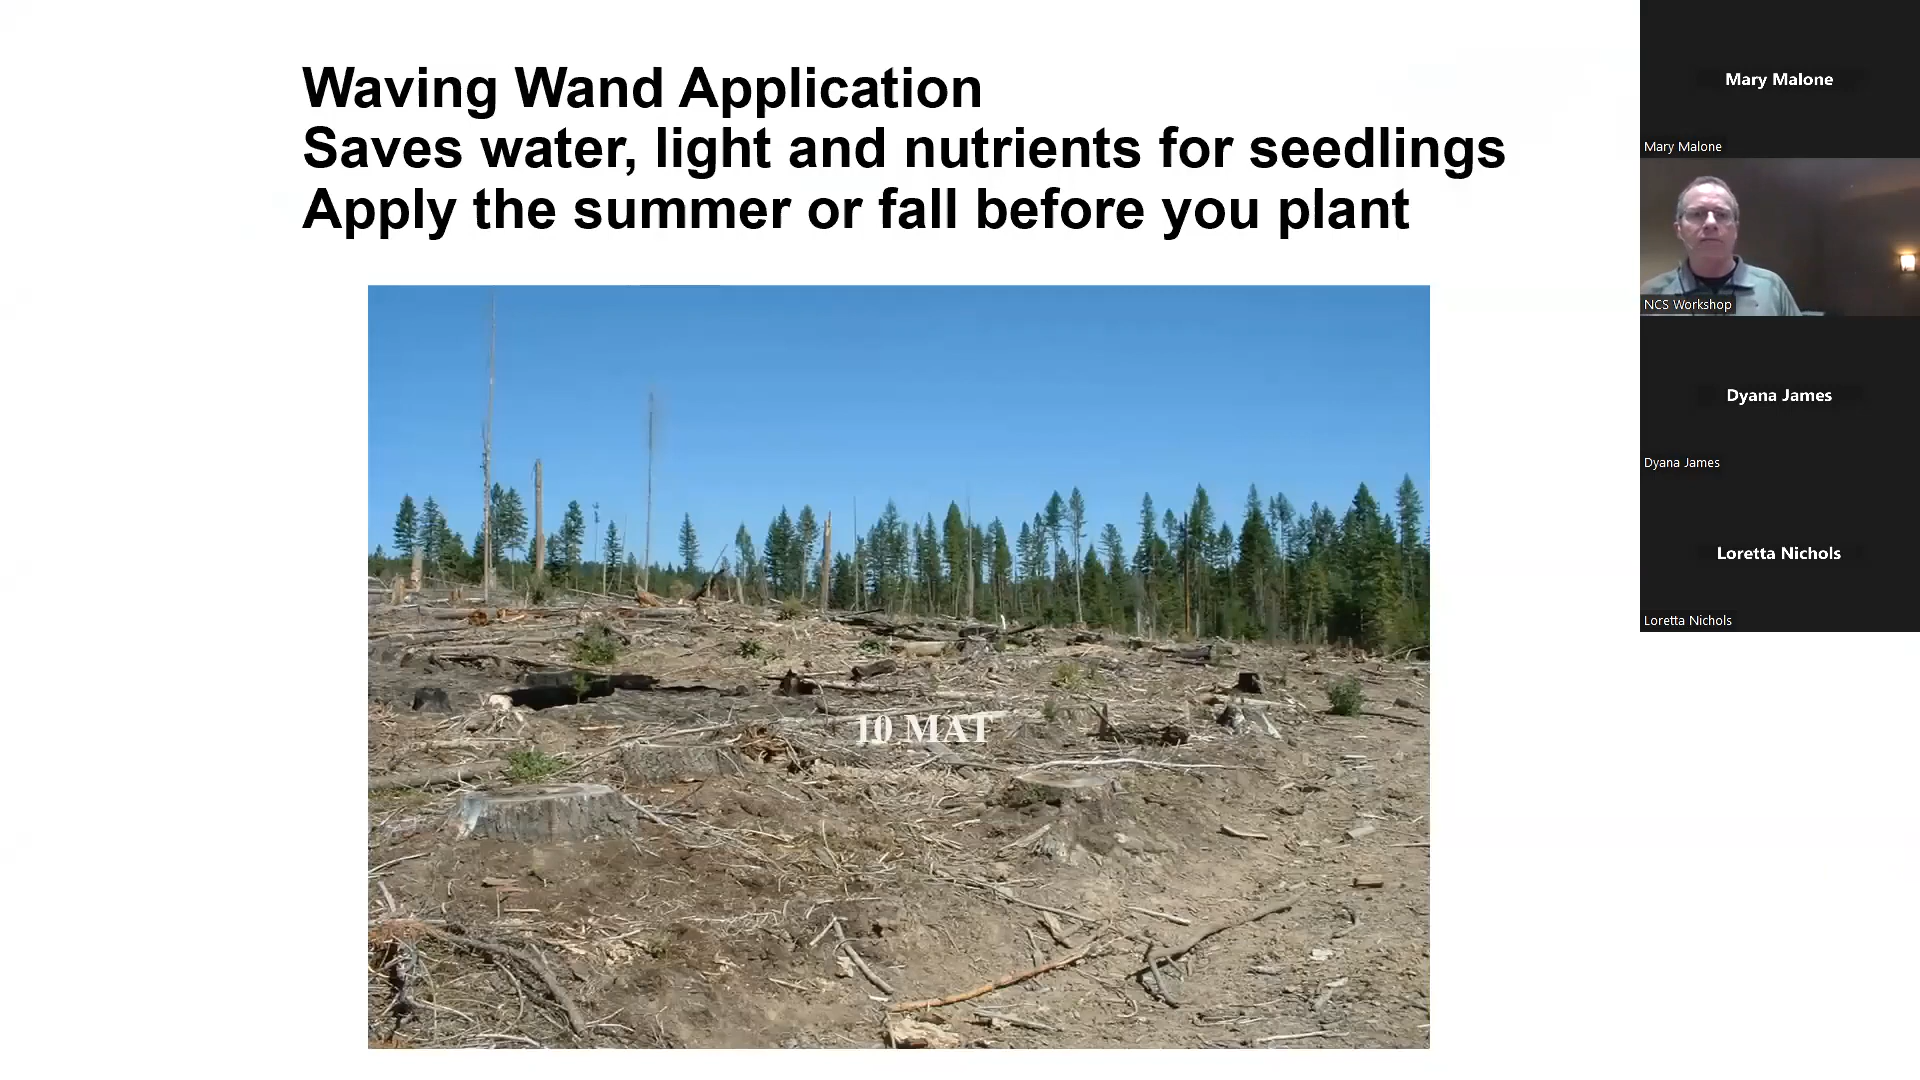 Waving Wand Application
Saves water, light and nutrients for seedlings
Apply the summer or fall before you plant
10 MAT
Mary Malone
Mary Malone
NCS Workshop
Dyana James
Dyana James
Loretta Nichols
Loretta Nichols